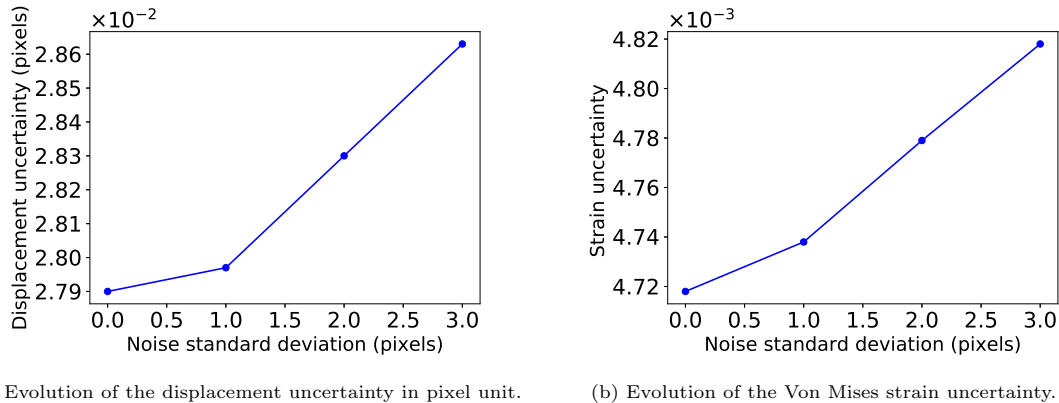 ×10−2
Displacement uncertainty (pixels)
2.86
2.85
2.84
2.83
2.82
2.81
2.80
2.79
0.0 0.5 1.0 1.5 2.0 2.5 3.0
Noise standard deviation (pixels)
Evolution of the displacement uncertainty in pixel unit.
×10−3
Strain uncertainty
4.82
4.80
4.78
4.76
4.74
4.72
0.0 0.5 1.0 1.5 2.0 2.5 3.0
Noise standard deviation (pixels)
(b) Evolution of the Von Mises strain uncertainty.